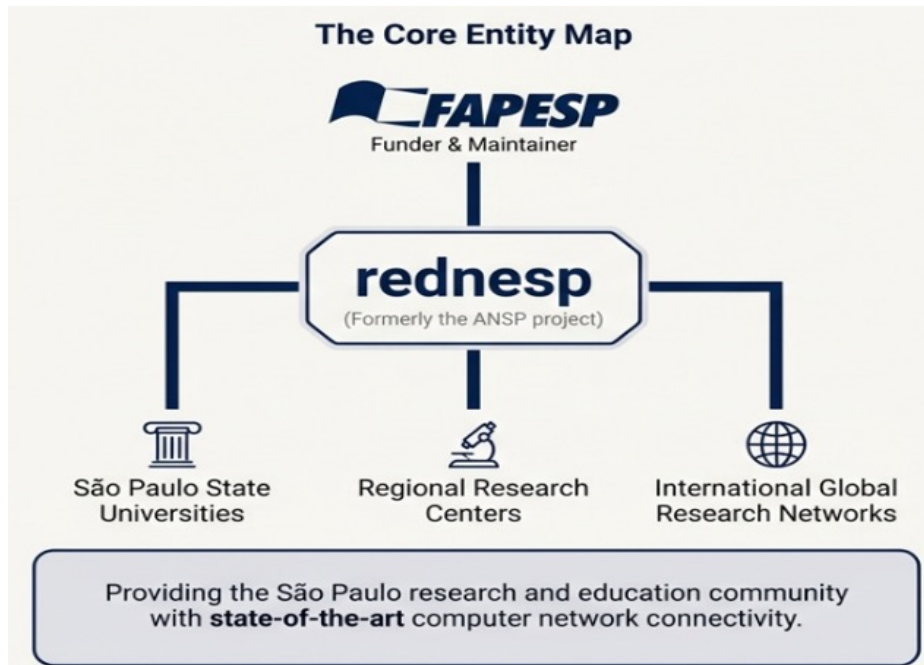 The Core Entity Map
FAPESP
Funder & Maintainer
rednesp
(Formerly the ANSP project)
São Paulo State
Universities
Regional Research
Centers
International Global
Research Networks
Providing the São Paulo research and education community
with state-of-the-art computer network connectivity.